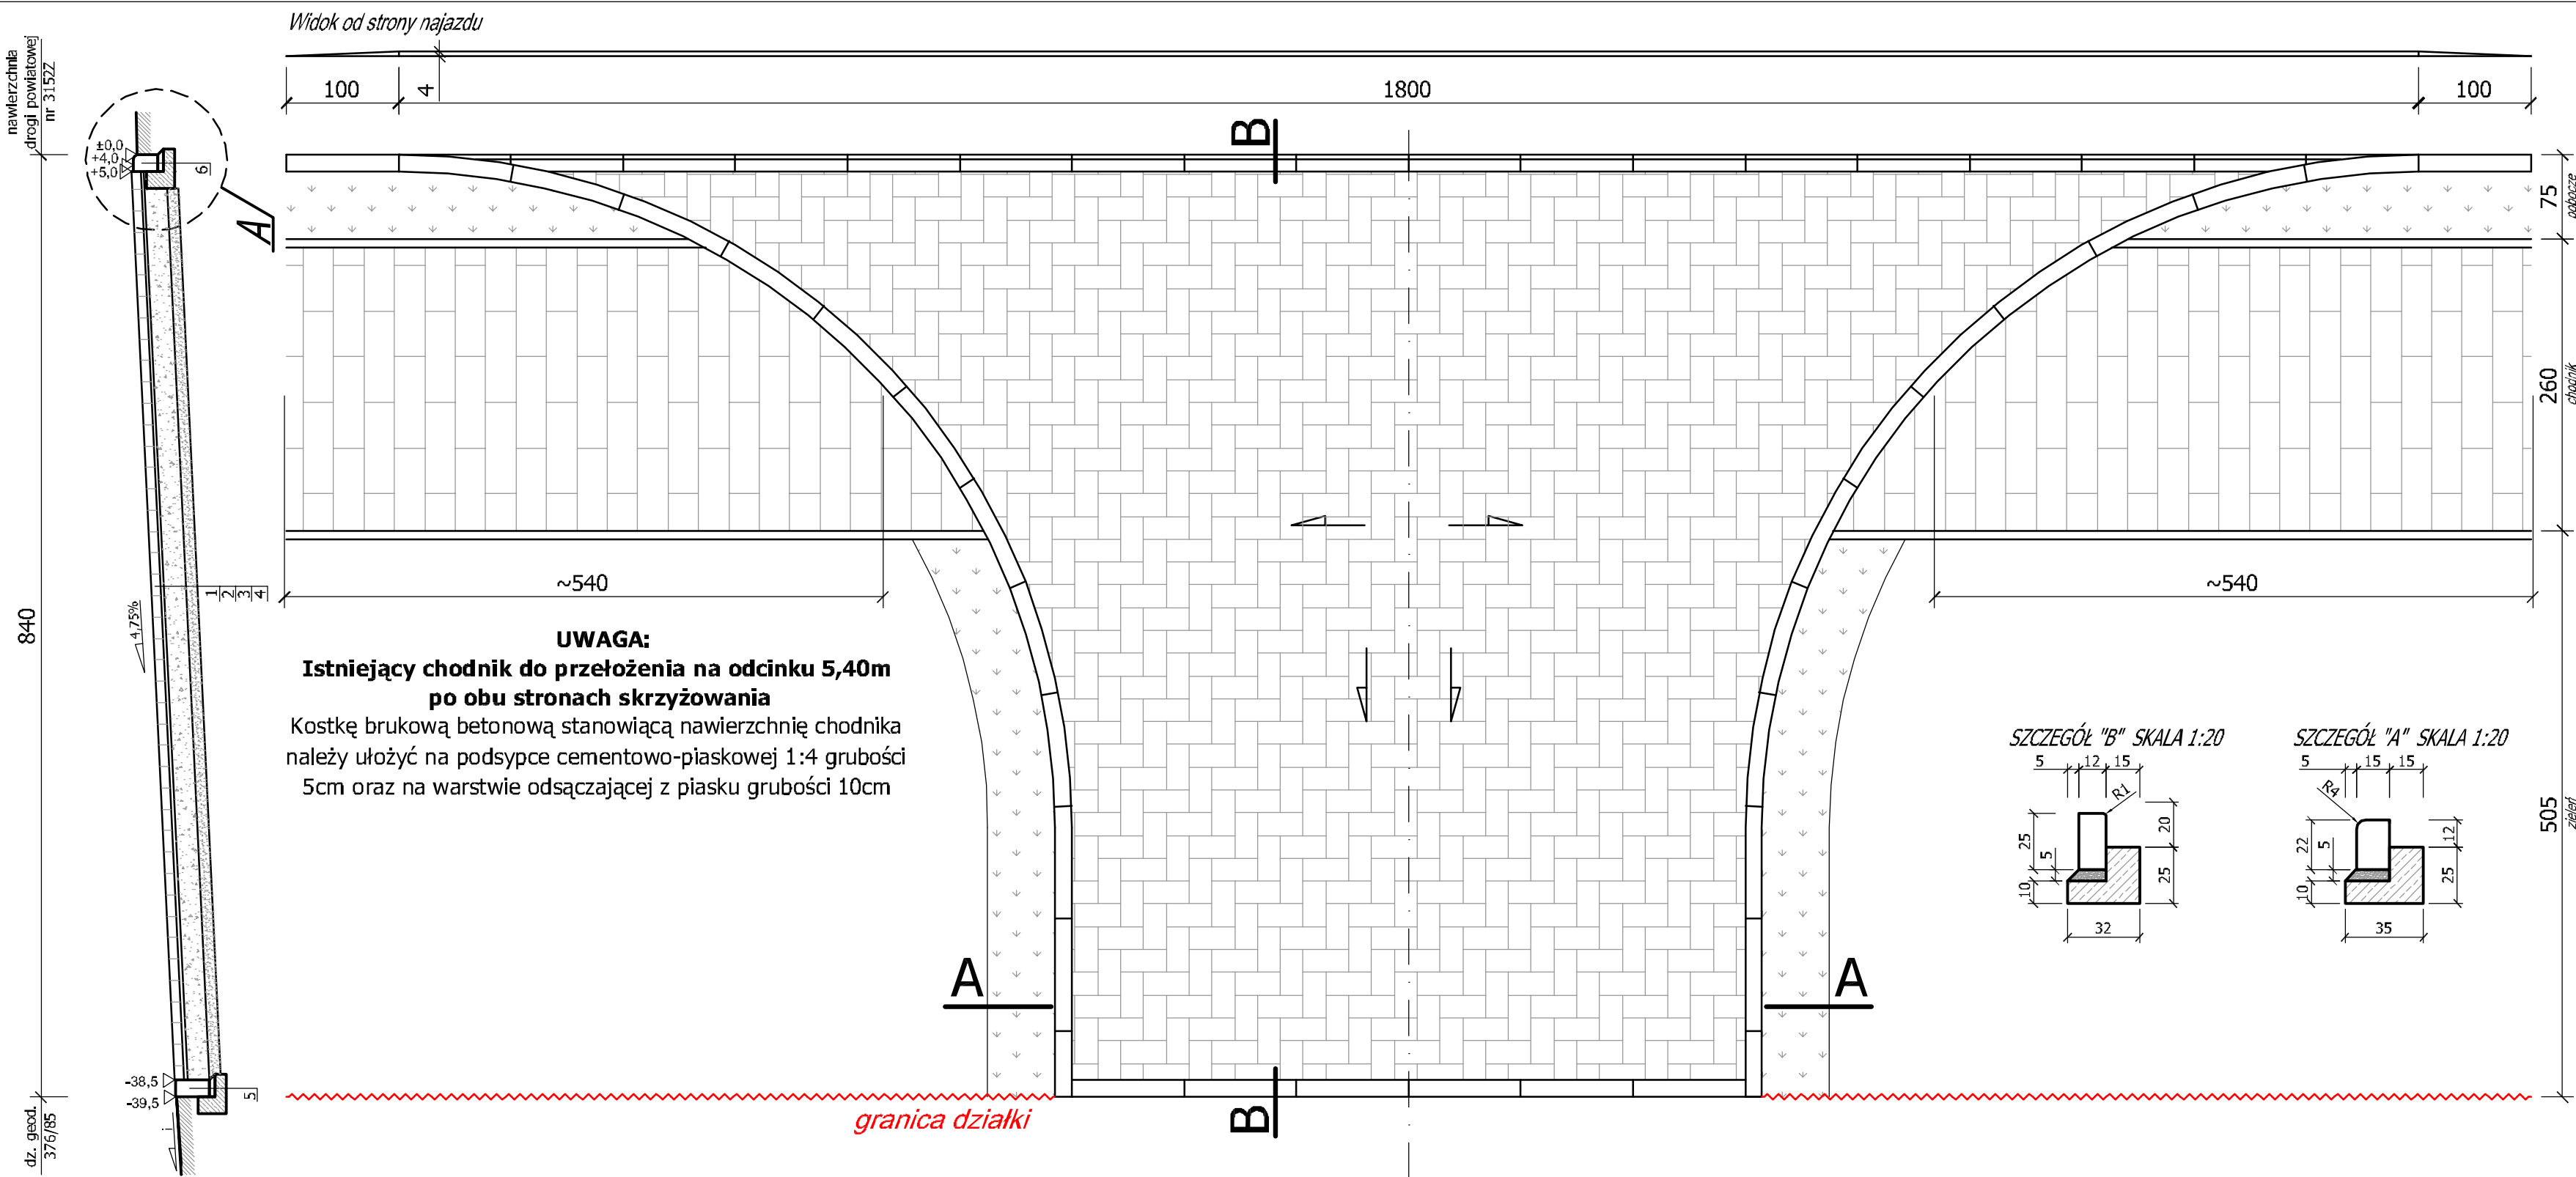 Widok od strony najazdu
nawierzchnia
drogi powiatowej
nr 3152Z
100
4
1800
100
±0,0
+4,0
+5,0
6
A
B
75
pobocze
260
chodnik
505
zieleń
840
4,75%
1
2
3
4
~540
~540
UWAGA:
Istniejący chodnik do przełożenia na odcinku 5,40m
po obu stronach skrzyżowania
Kostkę brukową betonową stanowiącą nawierzchnię chodnika
należy ułożyć na podsypce cementowo-piaskowej 1:4 grubości
5cm oraz na warstwie odsączającej z piasku grubości 10cm
SZCZEGÓŁ "B" SKALA 1:20
5
12
15
R1
25
5
10
20
25
32
SZCZEGÓŁ "A" SKALA 1:20
5
15
15
R4
22
5
10
12
25
35
A
A
-38,5
-39,5
5
i
dz. geod.
376/85
granica działki
B